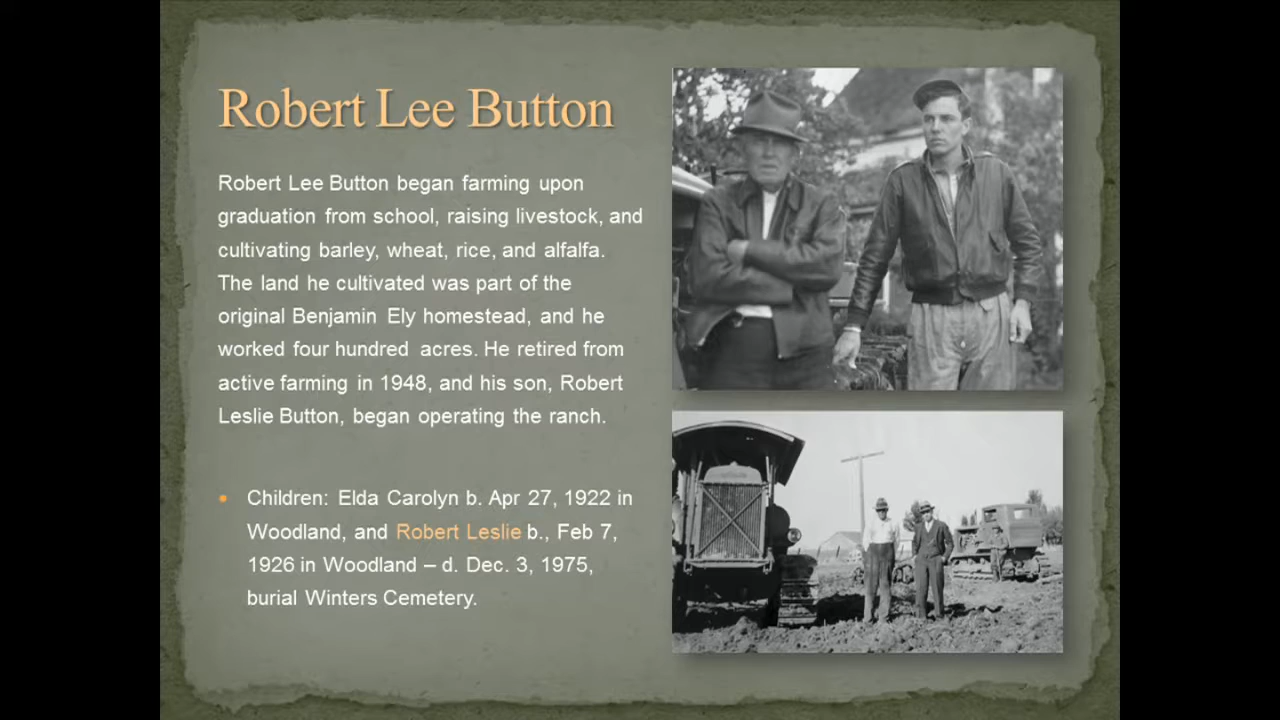 Robert Lee Button
Robert Lee Button began farming upon
graduation from school, raising livestock, and
cultivating barley, wheat, rice, and alfalfa.
The land he cultivated was part of the
original Benjamin Ely homestead, and he
worked four hundred acres. He retired from
active farming in 1948, and his son, Robert
Leslie Button, began operating the ranch.
• Children: Elda Carolyn b. Apr 27, 1922 in
Woodland, and Robert Leslie b., Feb 7,
1926 in Woodland – d. Dec. 3, 1975,
burial Winters Cemetery.